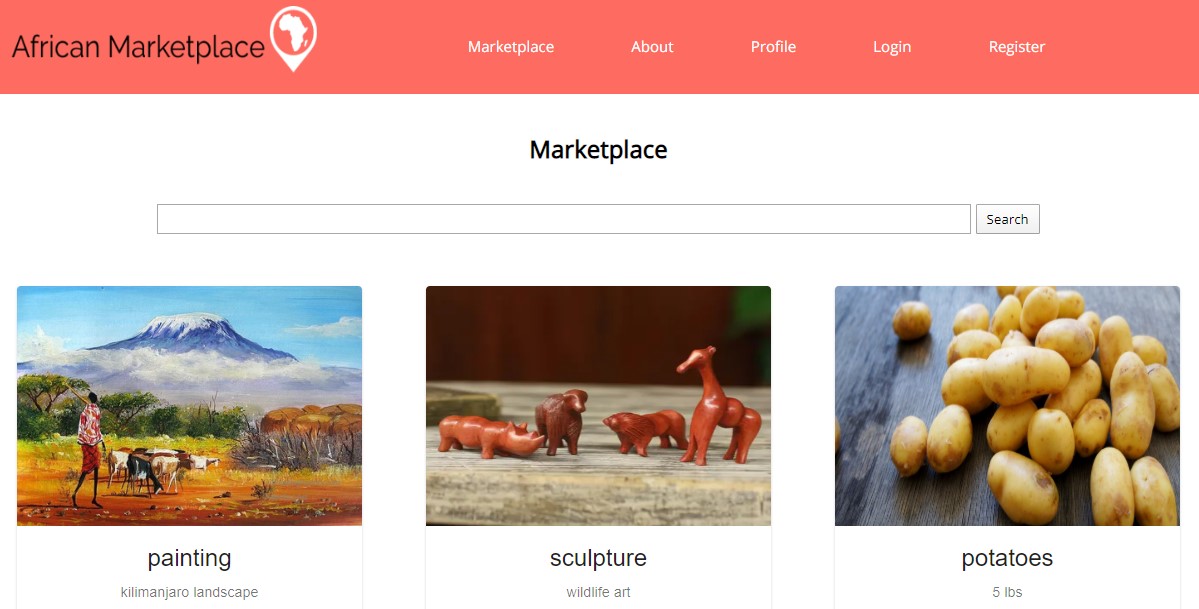 African Marketplace
Marketplace About Profile Login Register
Marketplace
Search
painting
kilimanjaro landscape
sculpture
wildlife art
potatoes
5 lbs